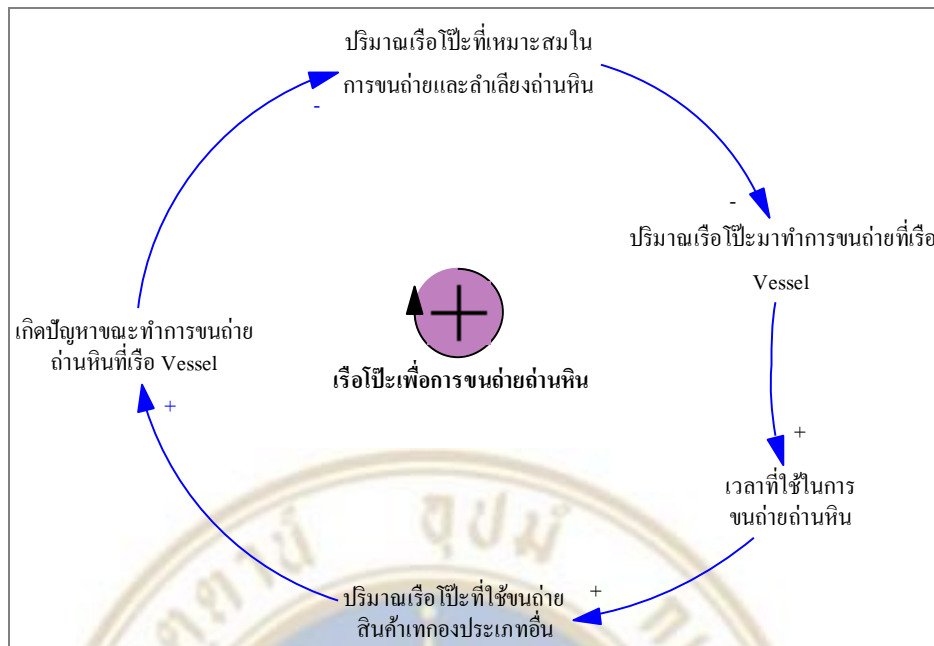 ปริมาณเรือโป๊ะที่เหมาะสมใน
การขนถ่ายและลำเลียงถ่านหิน
-
-
ปริมาณเรือโป๊ะมาทำการขนถ่ายที่เรือ
Vessel
เกิดปัญหาขณะทำการขนถ่าย
ถ่านหินที่เรือ Vessel
เรือโป๊ะเพื่อการขนถ่ายถ่านหิน
+
+
เวลาที่ใช้ในการ
ขนถ่ายถ่านหิน
+
ปริมาณเรือโป๊ะที่ใช้ขนถ่าย
สินค้าเทกองประเภทอื่น